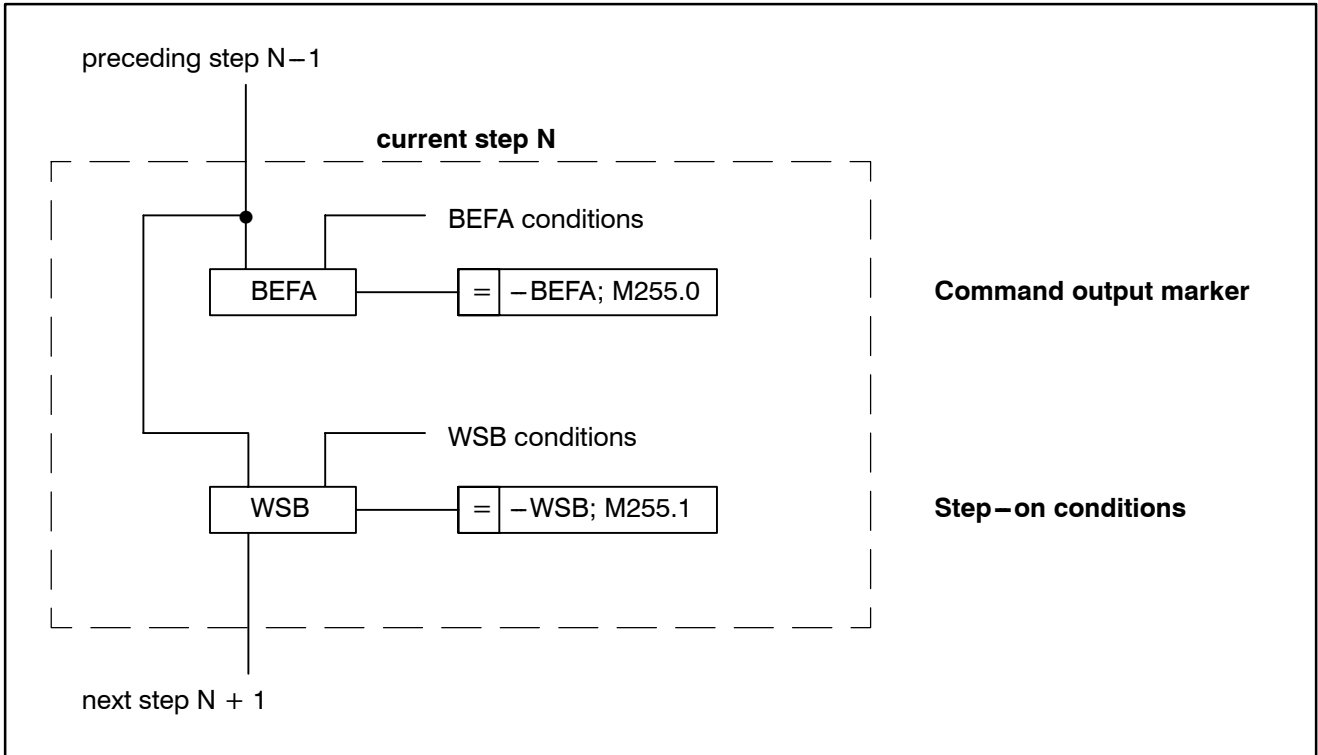 preceding step N−1
current step N
BEFA conditions
BEFA = −BEFA; M255.0 Command output marker
WSB conditions
WSB = −WSB; M255.1 Step−on conditions
next step N + 1